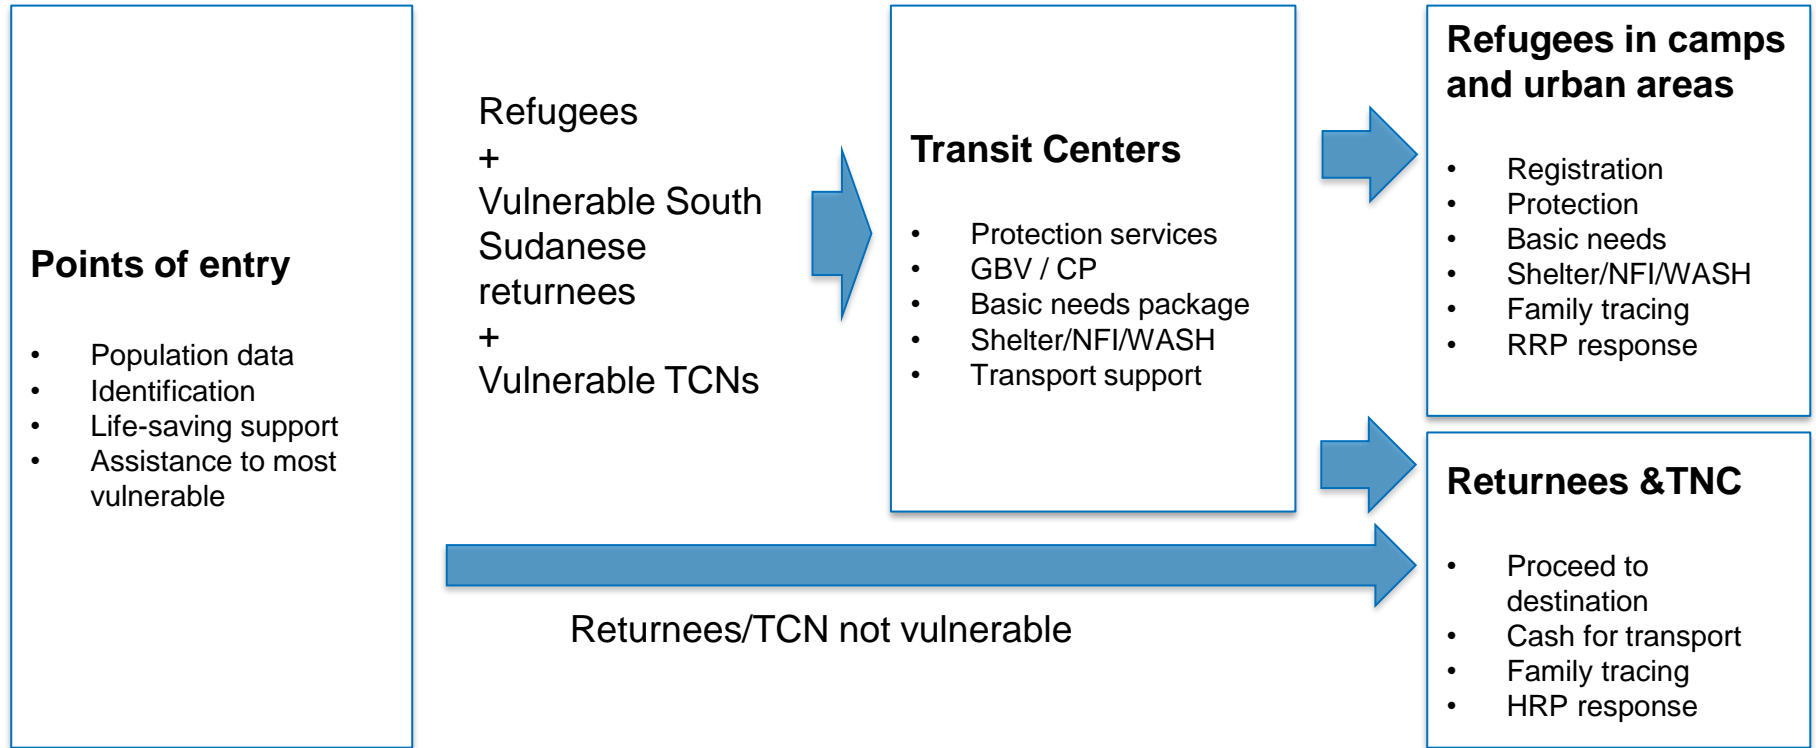 Points of entry
• Population data
• Identification
• Life-saving support
• Assistance to most
vulnerable
Refugees
+
Vulnerable South
Sudanese
returnees
+
Vulnerable TCNs
Transit Centers
• Protection services
• GBV / CP
• Basic needs package
• Shelter/NFI/WASH
• Transport support
Returnees/TCN not vulnerable
Refugees in camps
and urban areas
• Registration
• Protection
• Basic needs
• Shelter/NFI/WASH
• Family tracing
• RRP response
Returnees &TNC
• Proceed to
destination
• Cash for transport
• Family tracing
• HRP response